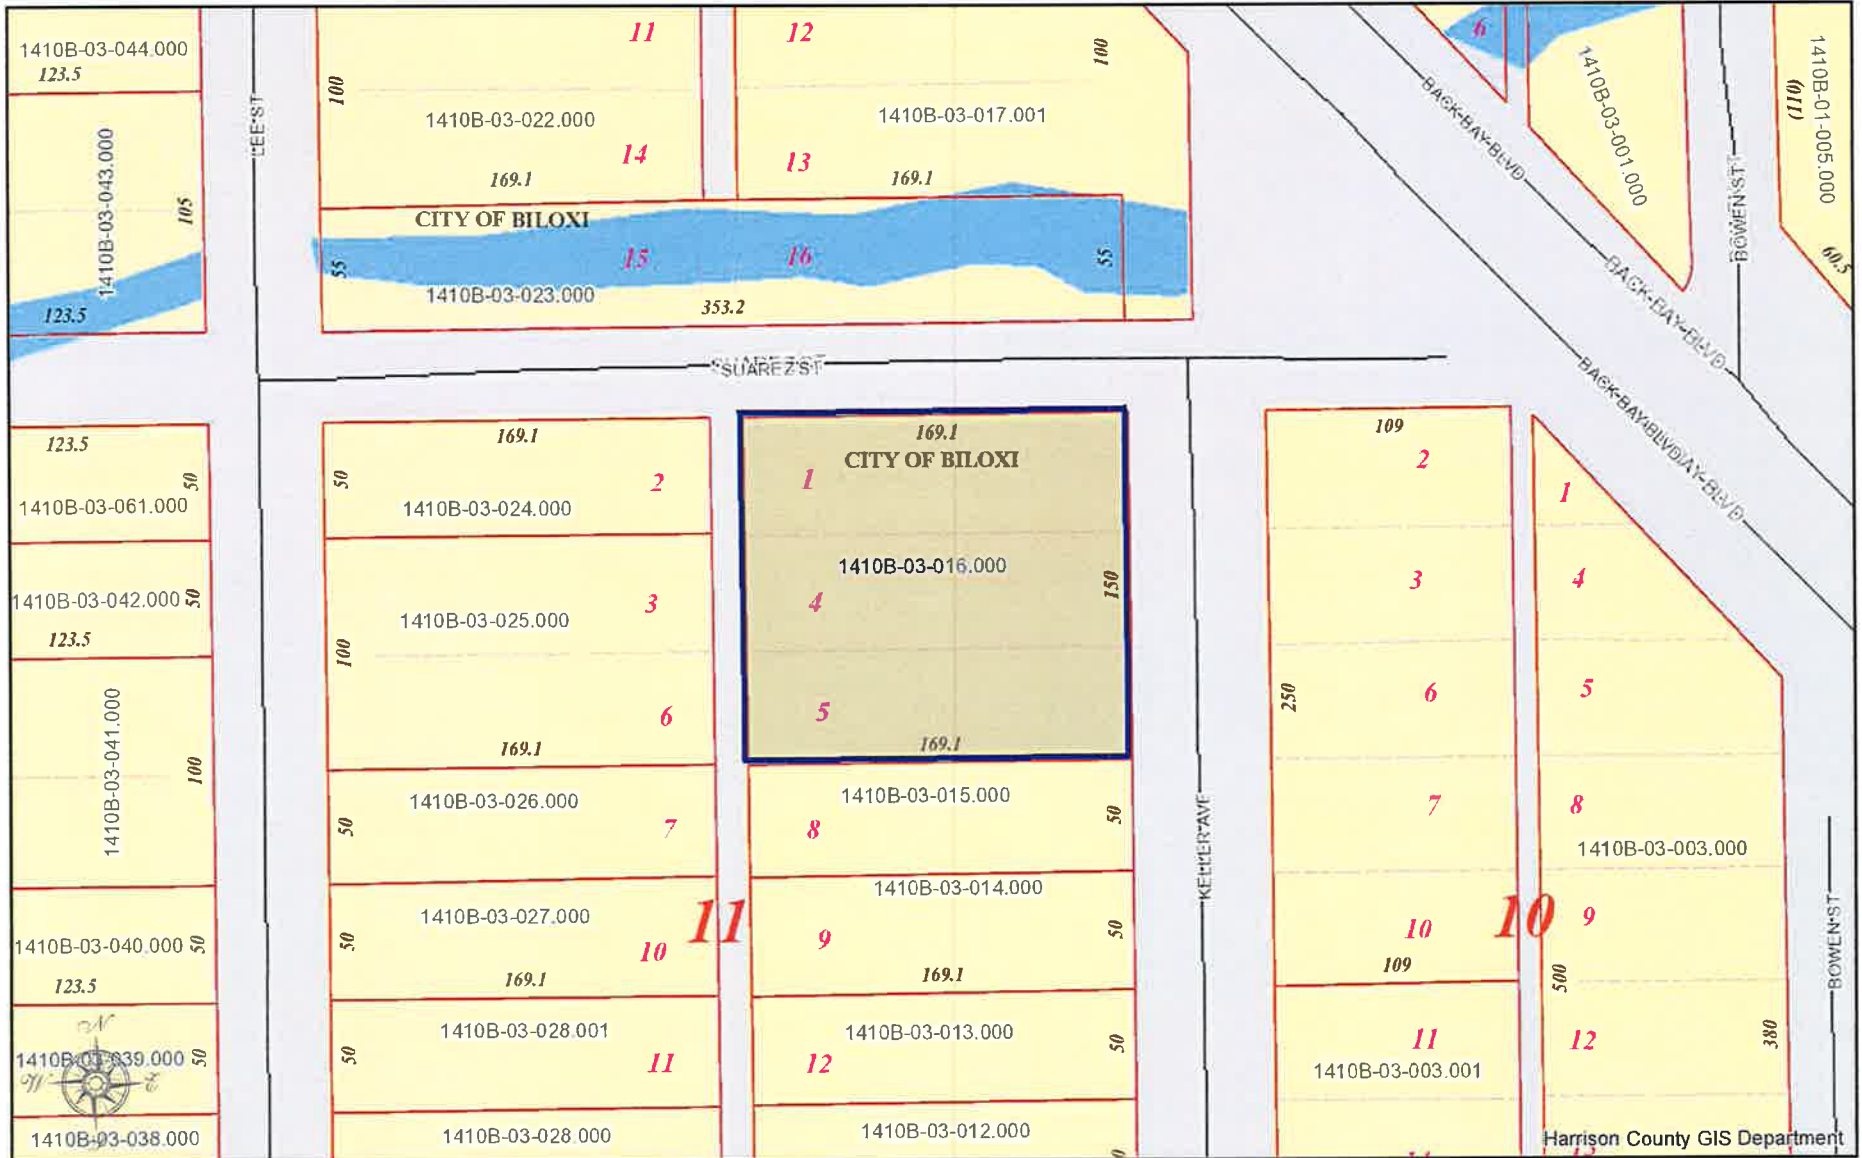 1410B-03-044.000
123.5
1410B-03-043.000
105
123.5
LEE ST
11
100
1410B-03-022.000
14
169.1
12
100
1410B-03-017.001
13
169.1
CITY OF BILOXI
55
15
16
55
1410B-03-023.000
353.2
SUAREZ ST
BACK BAY BLVD
BACK BAY BLVD
6
1410B-03-001.000
BOWEN ST
1410B-01-005.000
(110)
60.5
123.5
50
1410B-03-061.000
1410B-03-042.000
50
123.5
1410B-03-041.000
100
1410B-03-040.000
50
123.5
1410B-03-039.000
50
1410B-03-038.000
169.1
50
2
1410B-03-024.000
3
1410B-03-025.000
100
6
169.1
1410B-03-026.000
50
7
1410B-03-027.000
50
10
169.1
1410B-03-028.001
50
11
1410B-03-028.000
11
169.1
CITY OF BILOXI
1
1410B-03-016.000
4
150
5
169.1
1410B-03-015.000
50
8
1410B-03-014.000
9
50
169.1
1410B-03-013.000
50
12
1410B-03-012.000
KELLER AVE
109
2
3
6
250
7
10
109
11
1410B-03-003.001
10
1
4
5
8
1410B-03-003.000
9
500
12
380
BOWEN ST
N
W
Harrison County GIS Department